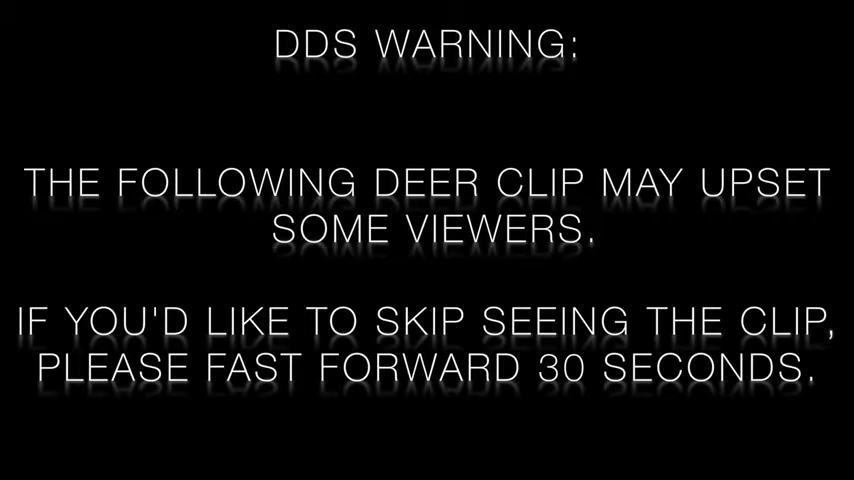 DDS WARNING:
THE FOLLOWING DEER CLIP MAY UPSET
SOME VIEWERS.
IF YOU'D LIKE TO SKIP SEEING THE CLIP,
PLEASE FAST FORWARD 30 SECONDS.